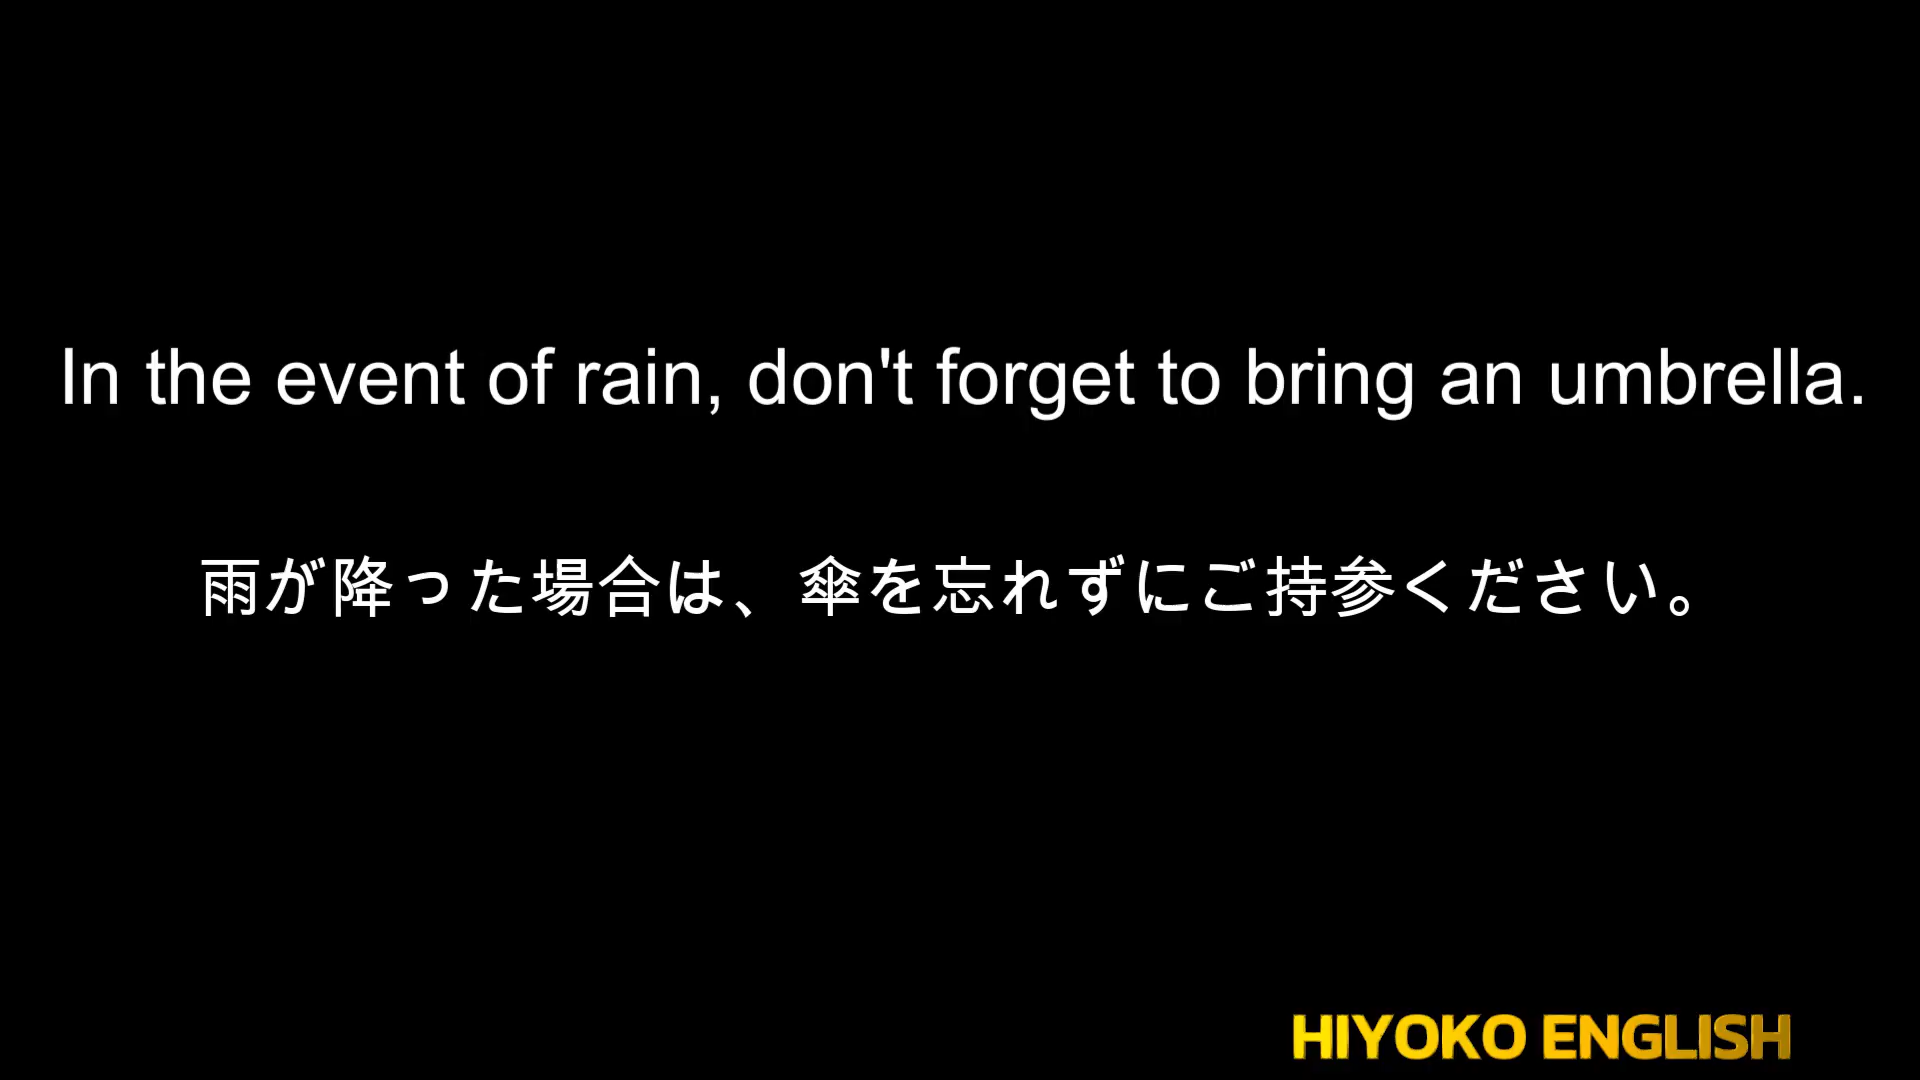 In the event of rain, don't forget to bring an umbrella.
雨が降った場合は、傘を忘れずにご持参ください。
HIYOKO ENGLISH